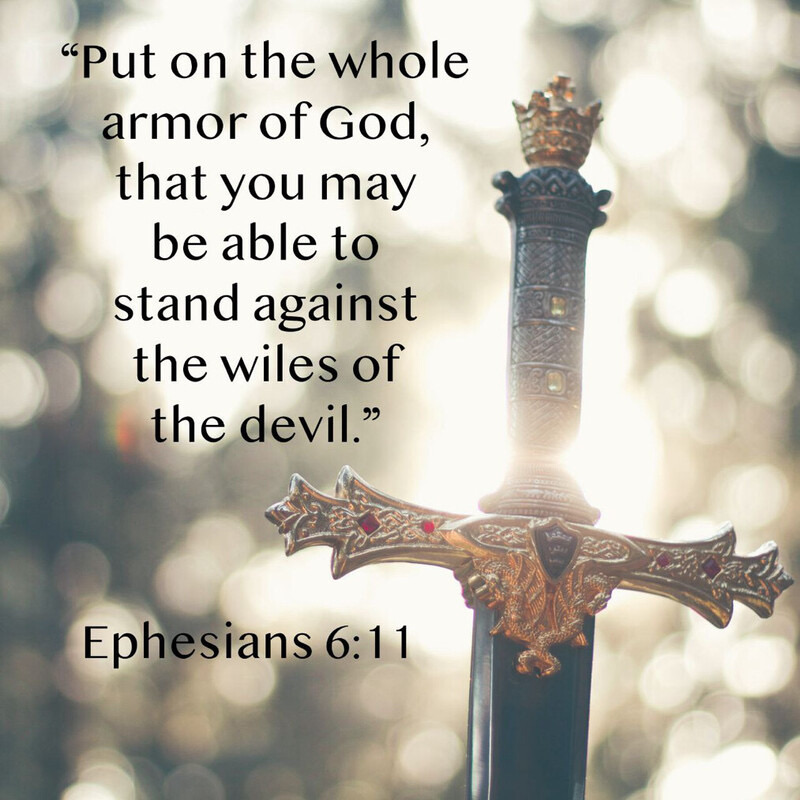 “Put on the whole
armor of God,
that you may
be able to
stand against
the wiles of
the devil.”
Ephesians 6:11